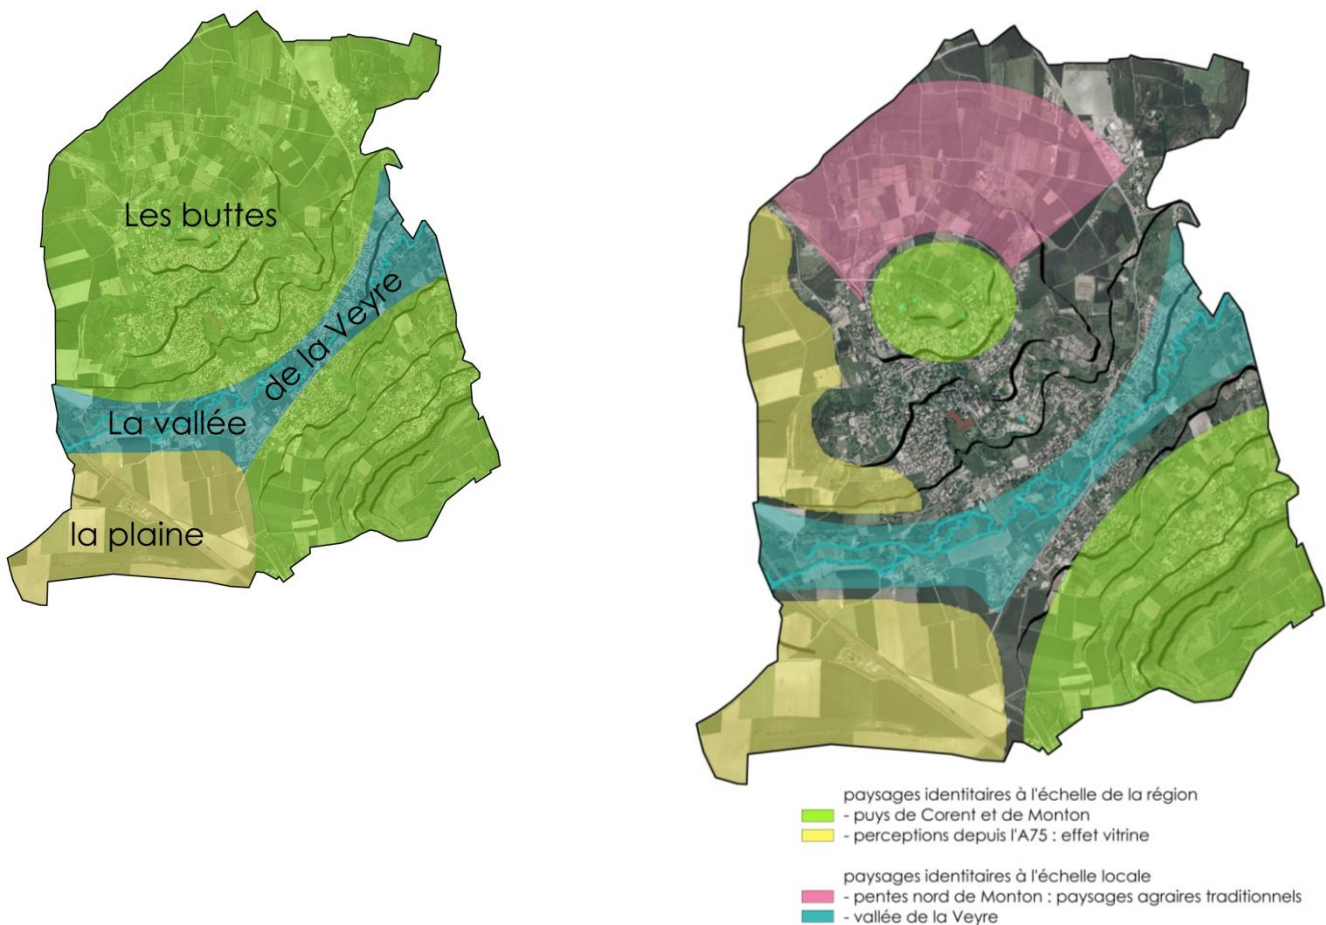 Les buttes
La vallée
de la Veyre
la plaine
paysages identitaires à l'échelle de la région
- puys de Corent et de Monton
- perceptions depuis l'A75 : effet vitrine
paysages identitaires à l'échelle locale
- pentes nord de Monton : paysages agraires traditionnels
- vallée de la Veyre